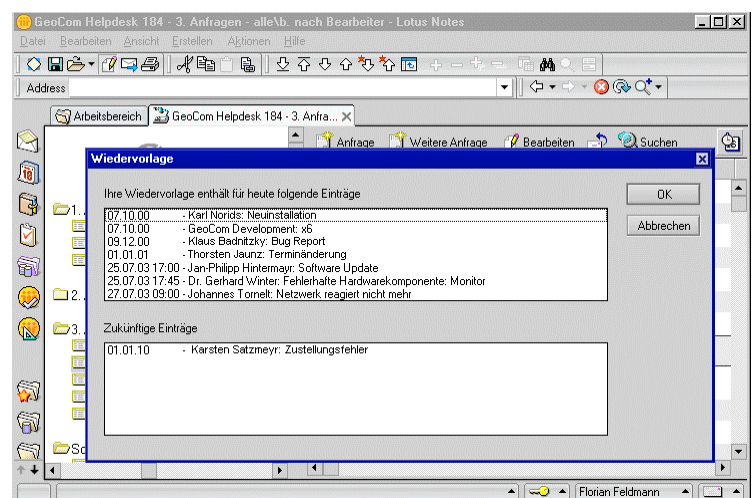 GeoCom Helpdesk 184 - 3. Anfragen - alle\b. nach Bearbeiter - Lotus Notes
Datei Bearbeiten Ansicht Erstellen Aktionen Hilfe
Address
Arbeitsbereich GeoCom Helpdesk 184 - 3. Anfra...
Anfrage Weitere Anfrage Bearbeiten Suchen
Wiedervorlage
Ihre Wiedervorlage enthält für heute folgende Einträge
OK
Abbrechen
07.10.00 - Karl Norids: Neuinstallation
07.10.00 - GeoCom Development: x6
09.12.00 - Klaus Badnitzky: Bug Report
01.01.01 - Thorsten Jaunz: Terminänderung
25.07.03 17:00 - Jan-Philipp Hintermayr: Software Update
25.07.03 17:45 - Dr. Gerhard Winter: Fehlerhafte Hardwarekomponente: Monitor
27.07.03 09:00 - Johannes Tornelt: Netzwerk reagiert nicht mehr
1..
2..
3..
Sc
Zukünftige Einträge
01.01.10 - Karsten Satzmeyr: Zustellungsfehler
Florian Feldmann